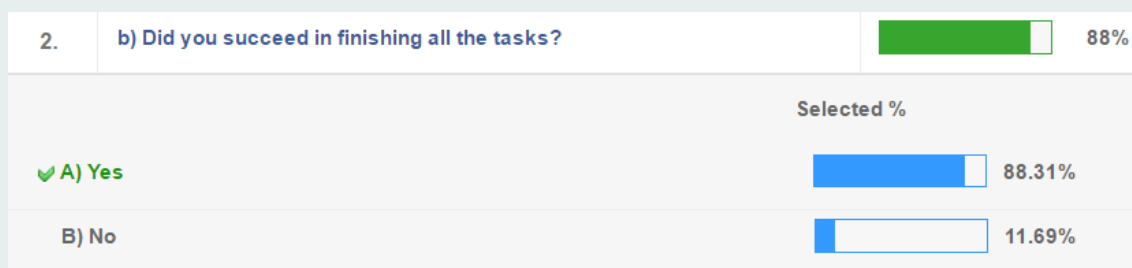 2. b) Did you succeed in finishing all the tasks? 88%
Selected %
A) Yes 88.31%
B) No 11.69%